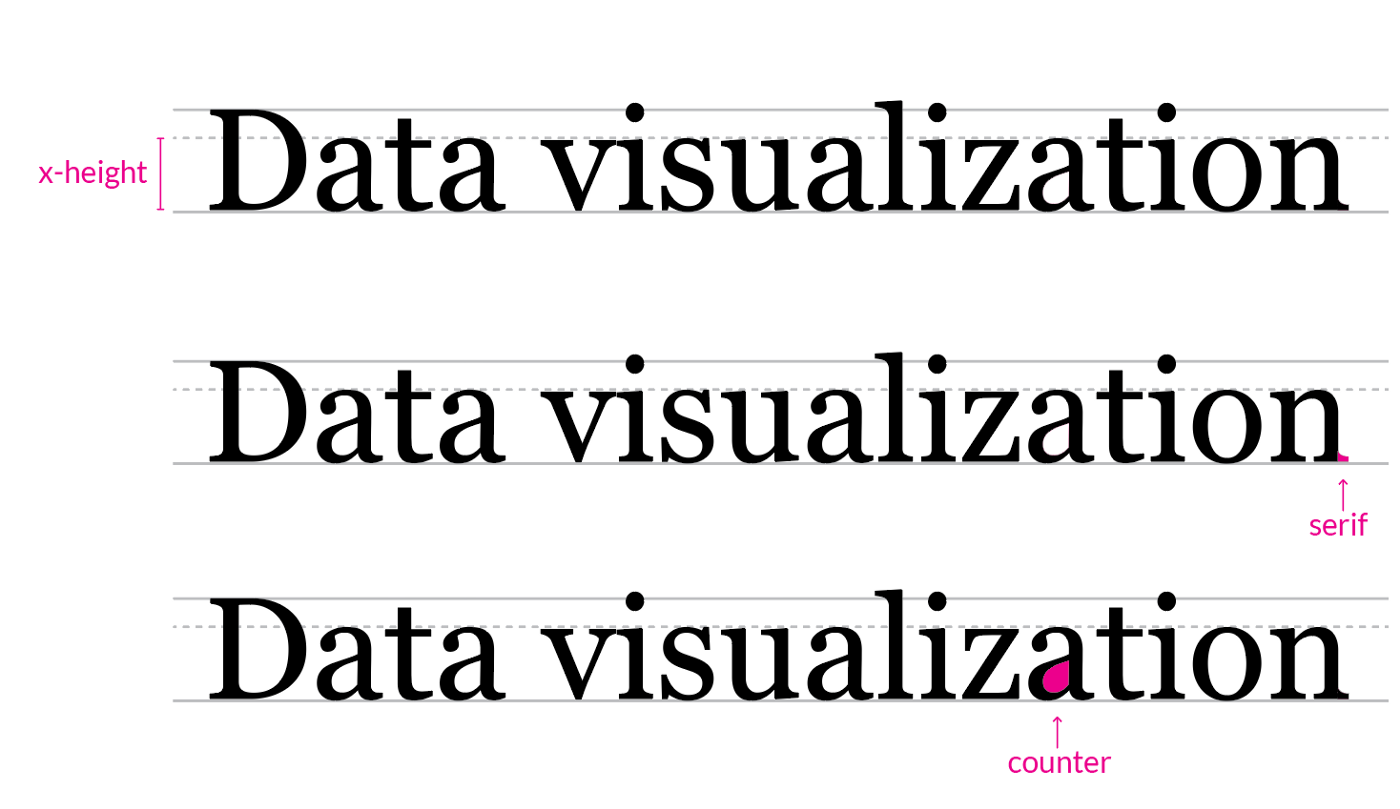 Data visualization
x-height
Data visualization
serif
Data visualization
counter